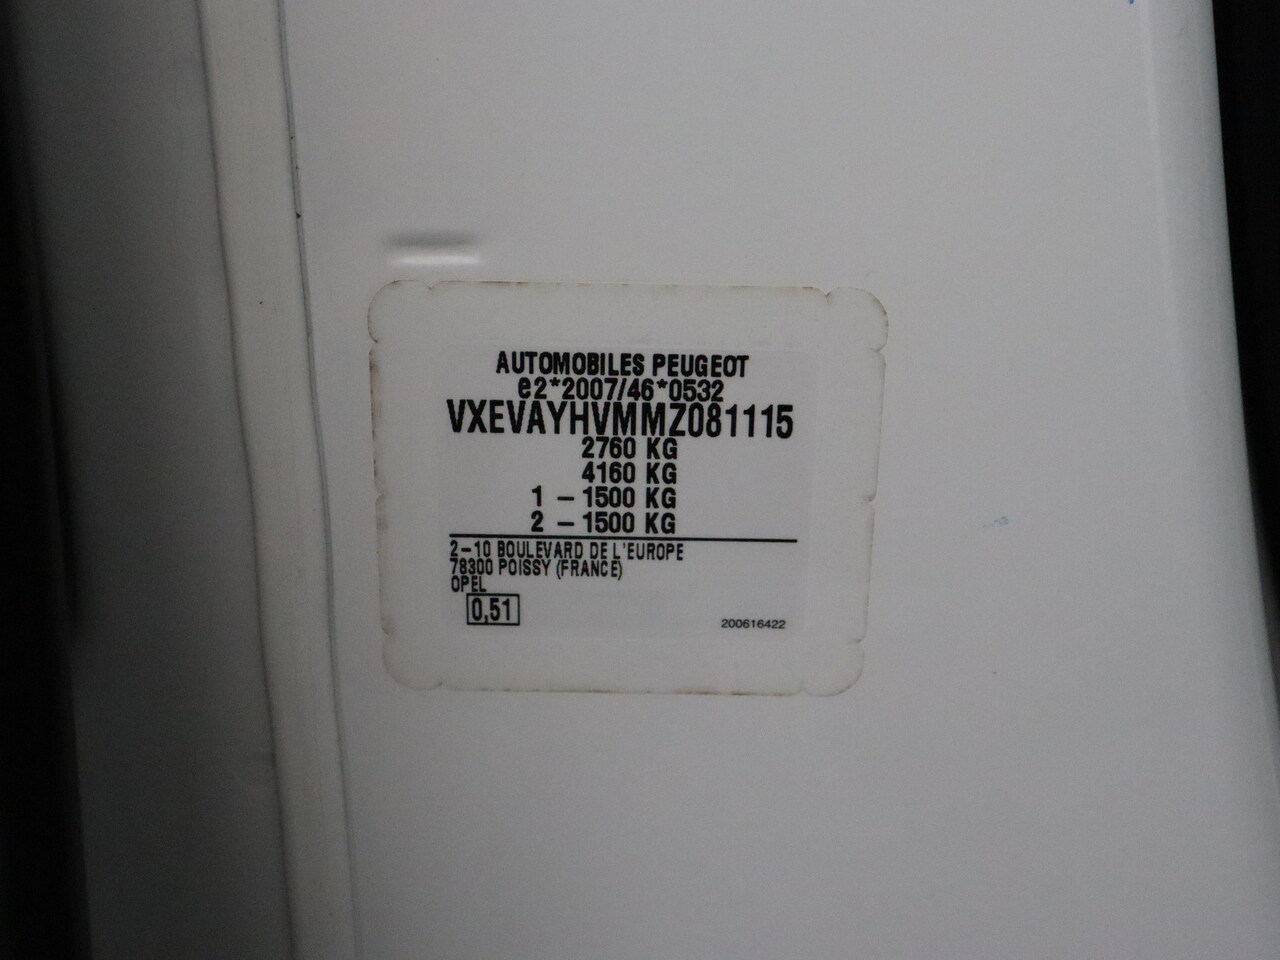 AUTOMOBILES PEUGEOT
e2*2007/46*0532
VXEVAYHVMMZ081115
2760 KG
4160 KG
1 - 1500 KG
2 - 1500 KG
2-10 BOULEVARD DE L'EUROPE
78300 POISSY (FRANCE)
OPEL
0,51
200616422